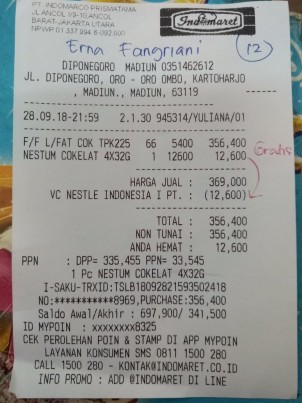 PT. INDOMARCO PRISMATAMA
JL.ANCOL I/9-10,ANCOL
BARAT-JAKARTA UTARA
NPWP 01.337.994.6-092.000
Indomaret
Erna Fangriani (12)
DIPONEGORO MADIUN 0351462612
JL. DIPONEGORO, ORO - ORO OMBO, KARTOHARJO
, MADIUN., MADIUN, 63119
28.09.18-21:59 2.1.30 945314/YULIANA/01
F/F L/FAT COK TPK225 66 5400 356,400
NESTUM COKELAT 4X32G 1 12600 12,600
Gratis
HARGA JUAL : 369,000
VC NESTLE INDONESIA I PT. : (12,600)
TOTAL : 356,400
NON TUNAI : 356,400
ANDA HEMAT : 12,600
PPN : DPP= 335,455 PPN= 33,545
1 Pc NESTUM COKELAT 4X32G
I-SAKU-TRXID:TSLB18092821593502418
NO:***********8969,PURCHASE:356,400
Saldo Awal/Akhir : 697,900/ 341,500
ID MYPOIN : xxxxxxxx8325
CEK PEROLEHAN POIN & STAMP DI APP MYPOIN
LAYANAN KONSUMEN SMS 0811 1500 280
CALL 1500 280 - KONTAK@INDOMARET.CO.ID
INFO PROMO : ADD @INDOMARET DI LINE